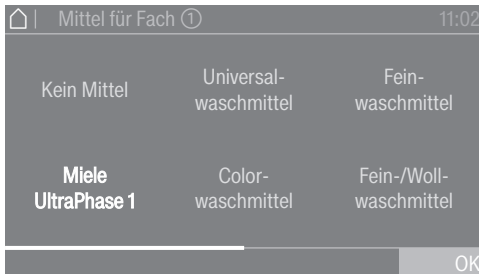 Mittel für Fach ① 11:02
Kein Mittel
Universal-
waschmittel
Fein-
waschmittel
Miele
UltraPhase 1
Color-
waschmittel
Fein-/Woll-
waschmittel
OK